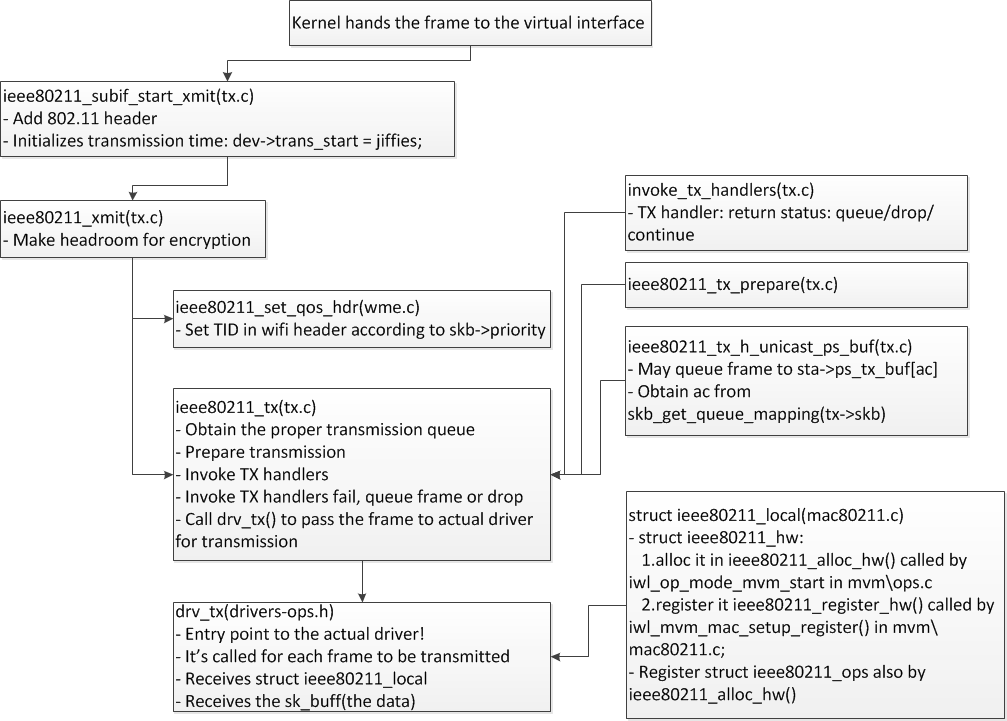 Kernel hands the frame to the virtual interface
ieee80211_subif_start_xmit(tx.c)
- Add 802.11 header
- Initializes transmission time: dev->trans_start = jiffies;
ieee80211_xmit(tx.c)
- Make headroom for encryption
ieee80211_set_qos_hdr(wme.c)
- Set TID in wifi header according to skb->priority
ieee80211_tx(tx.c)
- Obtain the proper transmission queue
- Prepare transmission
- Invoke TX handlers
- Invoke TX handlers fail, queue frame or drop
- Call drv_tx() to pass the frame to actual driver
for transmission
drv_tx(drivers-ops.h)
- Entry point to the actual driver!
- It's called for each frame to be transmitted
- Receives struct ieee80211_local
- Receives the sk_buff(the data)
invoke_tx_handlers(tx.c)
- TX handler: return status: queue/drop/
continue
ieee80211_tx_prepare(tx.c)
ieee80211_tx_h_unicast_ps_buf(tx.c)
- May queue frame to sta->ps_tx_buf[ac]
- Obtain ac from
skb_get_queue_mapping(tx->skb)
struct ieee80211_local(mac80211.c)
- struct ieee80211_hw:
1.alloc it in ieee80211_alloc_hw() called by
iwl_op_mode_mvm_start in mvm\ops.c
2.register it ieee80211_register_hw() called by
iwl_mvm_mac_setup_register() in mvm\
mac80211.c;
- Register struct ieee80211_ops also by
ieee80211_alloc_hw()